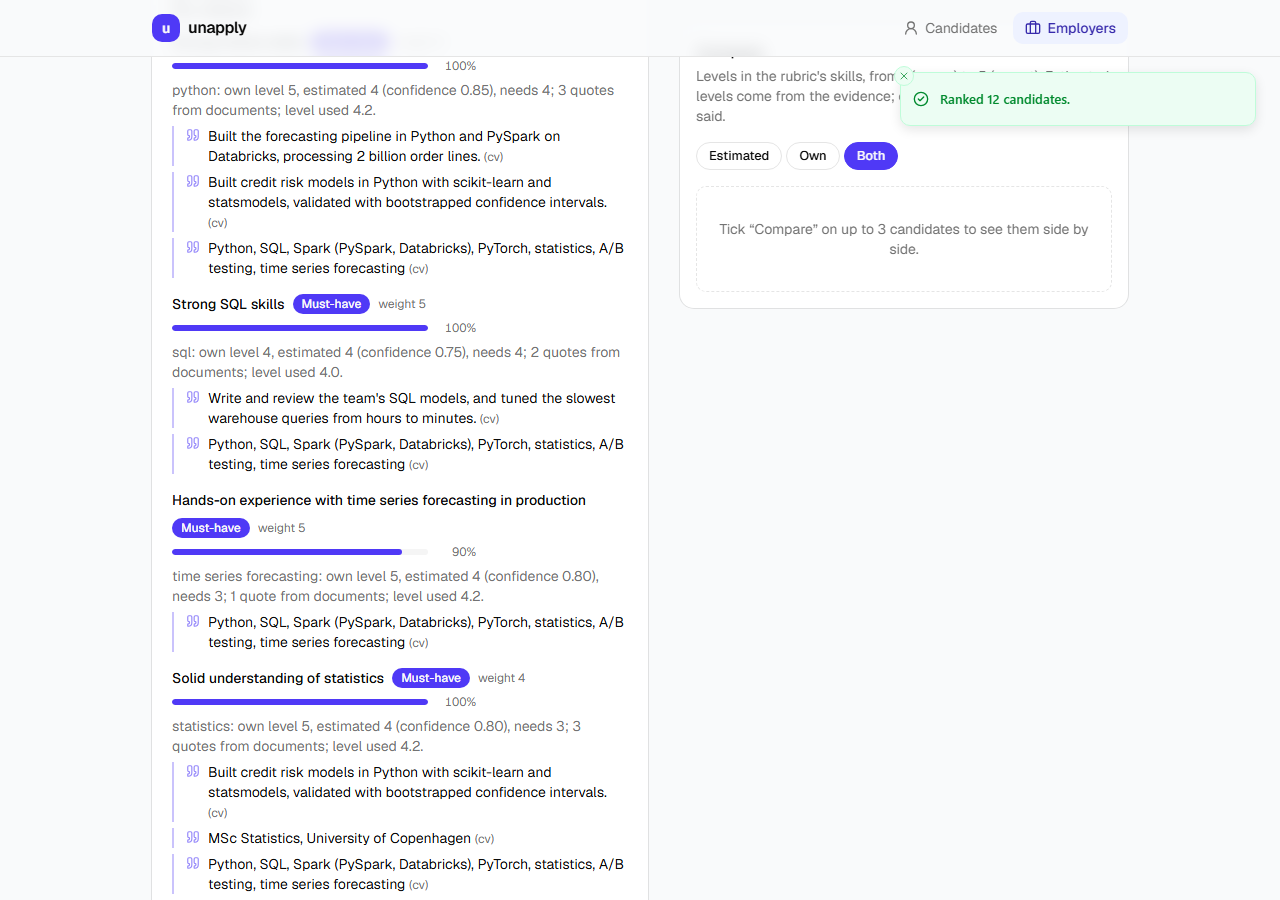 unapply
Candidates
Employers
100%
python: own level 5, estimated 4 (confidence 0.85), needs 4; 3 quotes
from documents; level used 4.2.
Built the forecasting pipeline in Python and PySpark on
Databricks, processing 2 billion order lines. (cv)
Built credit risk models in Python with scikit-learn and
statsmodels, validated with bootstrapped confidence intervals.
(cv)
Python, SQL, Spark (PySpark, Databricks), PyTorch, statistics, A/B
testing, time series forecasting (cv)
Strong SQL skills Must-have weight 5
100%
sql: own level 4, estimated 4 (confidence 0.75), needs 4; 2 quotes from
documents; level used 4.0.
Write and review the team's SQL models, and tuned the slowest
warehouse queries from hours to minutes. (cv)
Python, SQL, Spark (PySpark, Databricks), PyTorch, statistics, A/B
testing, time series forecasting (cv)
Hands-on experience with time series forecasting in production
Must-have weight 5
90%
time series forecasting: own level 5, estimated 4 (confidence 0.80),
needs 3; 1 quote from documents; level used 4.2.
Python, SQL, Spark (PySpark, Databricks), PyTorch, statistics, A/B
testing, time series forecasting (cv)
Solid understanding of statistics Must-have weight 4
100%
statistics: own level 5, estimated 4 (confidence 0.80), needs 3; 3
quotes from documents; level used 4.2.
Built credit risk models in Python with scikit-learn and
statsmodels, validated with bootstrapped confidence intervals.
(cv)
MSc Statistics, University of Copenhagen (cv)
Python, SQL, Spark (PySpark, Databricks), PyTorch, statistics, A/B
testing, time series forecasting (cv)
Levels in the rubric's skills, from
levels come from the evidence;
said.
Ranked 12 candidates.
Estimated Own Both
Tick “Compare” on up to 3 candidates to see them side by
side.